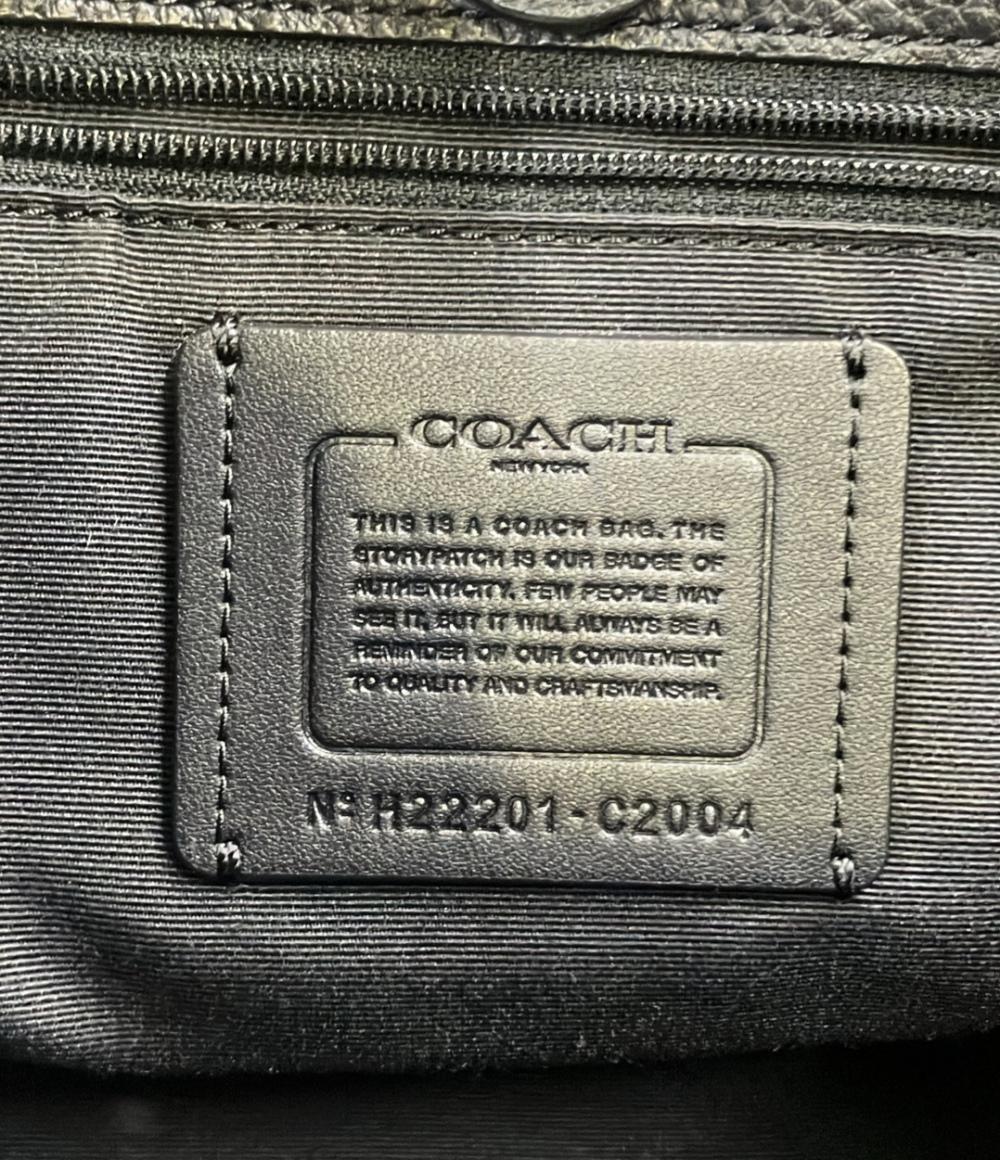 COACH
NEW YORK
THIS IS A COACH BAG. THE
STORYPATCH IS OUR BADGE OF
AUTHENTICITY. FEW PEOPLE MAY
SEE IT, BUT IT WILL ALWAYS BE A
REMINDER OF OUR COMMITMENT
TO QUALITY AND CRAFTSMANSHIP.
Nº H22201-C2004